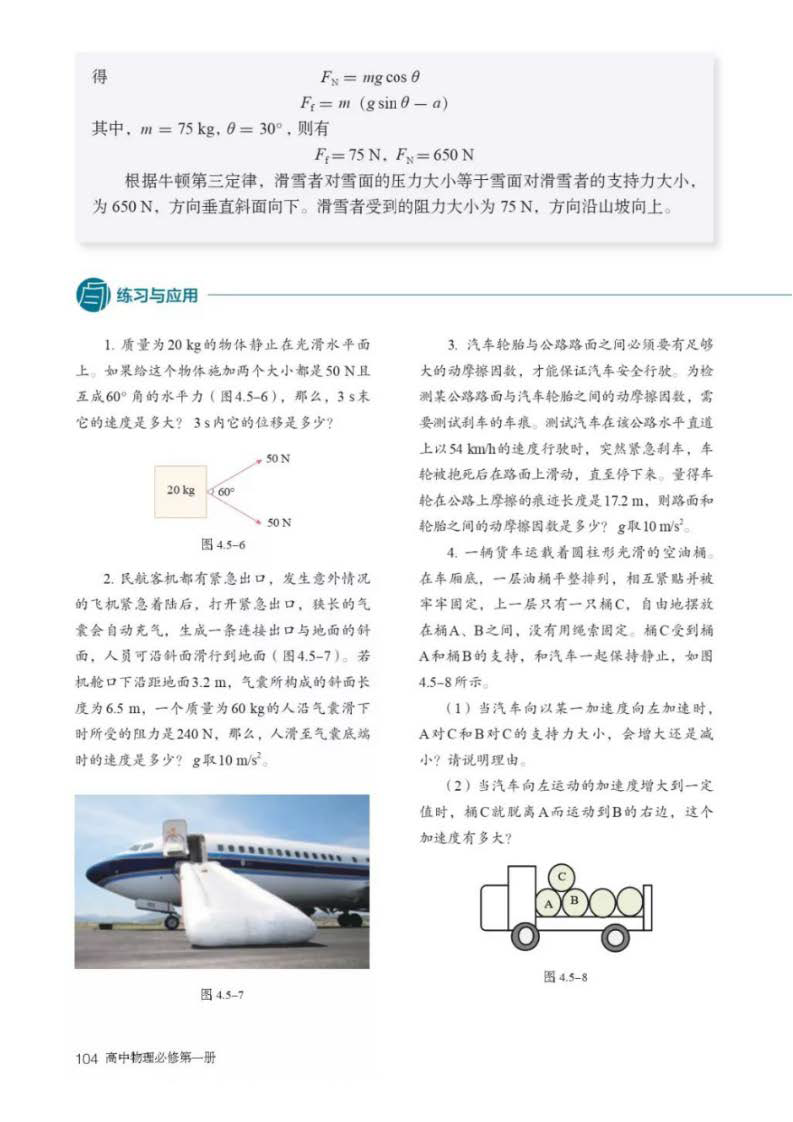 得
F_N = mg cos θ
F_f = m (g sin θ − a)
其中，m = 75 kg，θ = 30°，则有
F_f = 75 N，F_N = 650 N
根据牛顿第三定律，滑雪者对雪面的压力大小等于雪面对滑雪者的支持力大小，
为 650 N，方向垂直斜面向下。滑雪者受到的阻力大小为 75 N，方向沿山坡向上。
练习与应用
1. 质量为 20 kg 的物体静止在光滑水平面
上。如果给这个物体施加两个大小都是 50 N 且
互成60° 角的水平力（图4.5-6），那么，3 s 末
它的速度是多大？3 s 内它的位移是多少？
50 N
20 kg
60°
50 N
图 4.5-6
2. 民航客机都有紧急出口，发生意外情况
的飞机紧急着陆后，打开紧急出口，狭长的气
囊会自动充气，生成一条连接出口与地面的斜
面，人员可沿斜面滑行到地面（图4.5-7）。若
机舱口下沿距地面3.2 m，气囊所构成的斜面长
度为 6.5 m，一个质量为 60 kg 的人沿气囊滑下
时所受的阻力是 240 N，那么，人滑至气囊底端
时的速度是多少？g 取 10 m/s²。
图 4.5-7
3. 汽车轮胎与公路路面之间必须要有足够
大的动摩擦因数，才能保证汽车安全行驶。为检
测某公路路面与汽车轮胎之间的动摩擦因数，需
要测试刹车的车痕。测试汽车在该公路水平直道
上以 54 km/h 的速度行驶时，突然紧急刹车，车
轮被抱死后在路面上滑动，直至停下来。量得车
轮在公路上摩擦的痕迹长度是 17.2 m，则路面和
轮胎之间的动摩擦因数是多少？g 取 10 m/s²。
4. 一辆货车运载着圆柱形光滑的空油桶。
在车厢底，一层油桶平整排列，相互紧贴并被
牢牢固定，上一层只有一只桶 C，自由地摆放
在桶 A、B 之间，没有用绳索固定。桶 C 受到桶
A 和桶 B 的支持，和汽车一起保持静止，如图
4.5-8 所示。
（1）当汽车向以某一加速度向左加速时，
A 对 C 和 B 对 C 的支持力大小，会增大还是减
小？请说明理由。
（2）当汽车向左运动的加速度增大到一定
值时，桶 C 就脱离 A 而运动到 B 的右边，这个
加速度有多大？
C
A
B
图 4.5-8
104 高中物理必修第一册